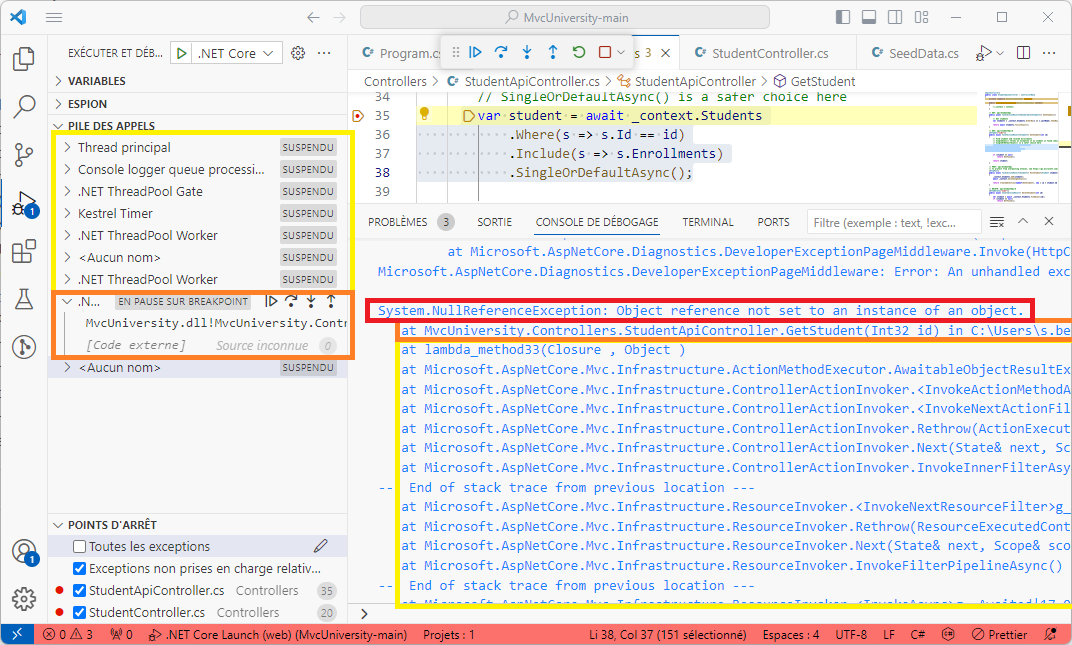 MvcUniversity-main
EXÉCUTER ET DÉB...
.NET Core
Program.cs
s 3
StudentController.cs
SeedData.cs
Controllers > StudentApiController.cs > StudentApiController > GetStudent
VARIABLES
ESPION
PILE DES APPELS
Thread principal SUSPENDU
Console logger queue processi... SUSPENDU
.NET ThreadPool Gate SUSPENDU
Kestrel Timer SUSPENDU
.NET ThreadPool Worker SUSPENDU
<Aucun nom> SUSPENDU
.NET ThreadPool Worker SUSPENDU
.N... EN PAUSE SUR BREAKPOINT
MvcUniversity.dll!MvcUniversity.Contr
[Code externe] Source inconnue 0
<Aucun nom> SUSPENDU
34 // SingleOrDefaultAsync() is a safer choice here
35 var student = await _context.Students
36 .Where(s => s.Id == id)
37 .Include(s => s.Enrollments)
38 .SingleOrDefaultAsync();
39
PROBLÈMES 3 SORTIE CONSOLE DE DÉBOGAGE TERMINAL PORTS Filtre (exemple : text, !exc...
at Microsoft.AspNetCore.Diagnostics.DeveloperExceptionPageMiddleware.Invoke(HttpC
Microsoft.AspNetCore.Diagnostics.DeveloperExceptionPageMiddleware: Error: An unhandled exc
System.NullReferenceException: Object reference not set to an instance of an object.
at MvcUniversity.Controllers.StudentApiController.GetStudent(Int32 id) in C:\Users\s.be
at lambda_method33(Closure , Object )
at Microsoft.AspNetCore.Mvc.Infrastructure.ActionMethodExecutor.AwaitableObjectResultEx
at Microsoft.AspNetCore.Mvc.Infrastructure.ControllerActionInvoker.<InvokeActionMethodA
at Microsoft.AspNetCore.Mvc.Infrastructure.ControllerActionInvoker.<InvokeNextActionFil
at Microsoft.AspNetCore.Mvc.Infrastructure.ControllerActionInvoker.Rethrow(ActionExecut
at Microsoft.AspNetCore.Mvc.Infrastructure.ControllerActionInvoker.Next(State& next, Sc
at Microsoft.AspNetCore.Mvc.Infrastructure.ControllerActionInvoker.InvokeInnerFilterAsy
--- End of stack trace from previous location ---
at Microsoft.AspNetCore.Mvc.Infrastructure.ResourceInvoker.<InvokeNextResourceFilter>g_
at Microsoft.AspNetCore.Mvc.Infrastructure.ResourceInvoker.Rethrow(ResourceExecutedCont
at Microsoft.AspNetCore.Mvc.Infrastructure.ResourceInvoker.Next(State& next, Scope& sco
at Microsoft.AspNetCore.Mvc.Infrastructure.ResourceInvoker.InvokeFilterPipelineAsync()
--- End of stack trace from previous location ---
POINTS D'ARRÊT
Toutes les exceptions
Exceptions non prises en charge relativ...
StudentApiController.cs Controllers 35
StudentController.cs Controllers 20
1
1
0 3 0 .NET Core Launch (web) (MvcUniversity-main) Projets : 1 Li 38, Col 37 (151 sélectionné) Espaces : 4 UTF-8 LF C# Prettier